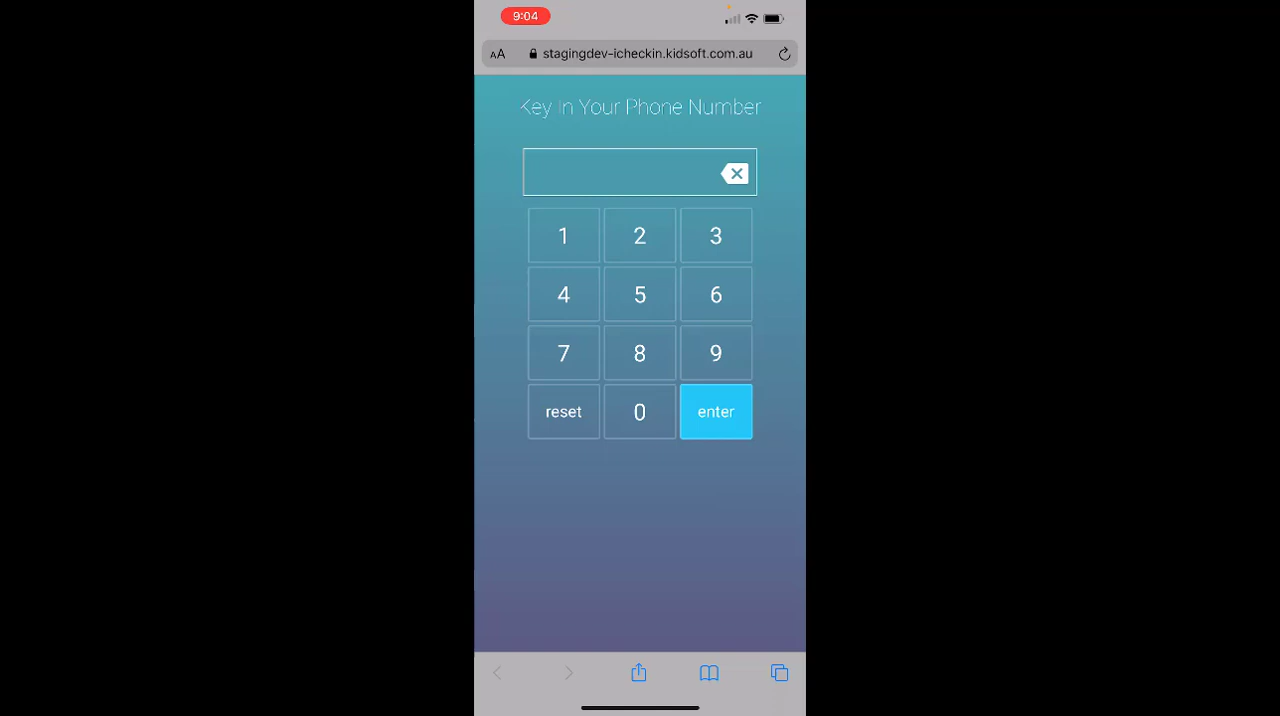 9:04
AA stagingdev-icheckin.kidsoft.com.au
Key In Your Phone Number
1 2 3
4 5 6
7 8 9
reset 0 enter